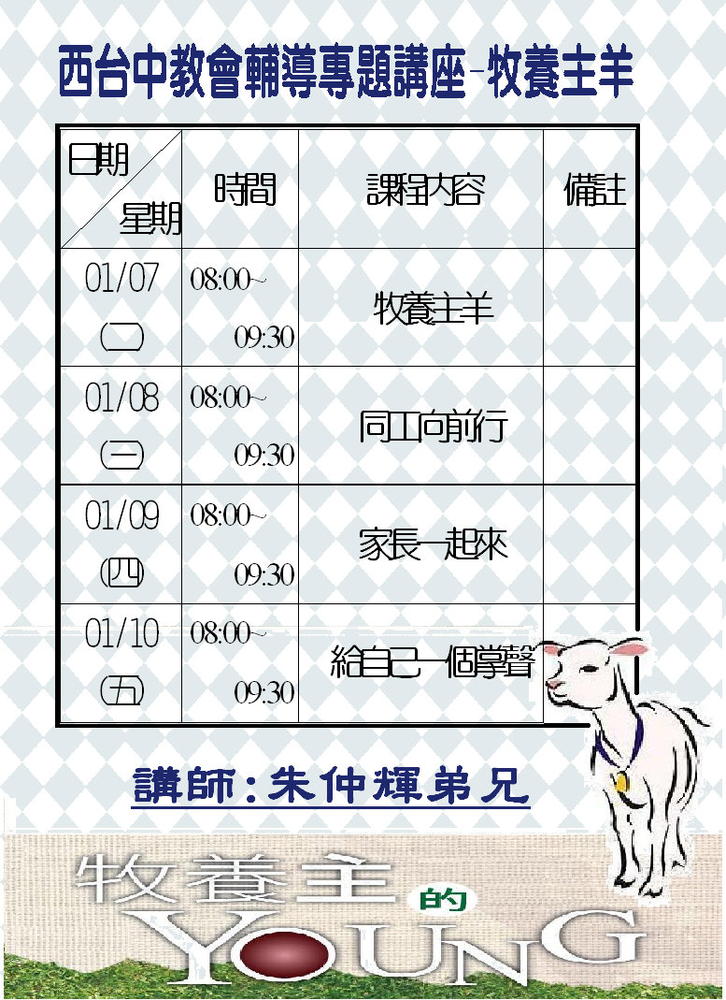 西台中教會輔導專題講座-牧養主羊
日期
星期
時間
課程內容
備註
01/07
(二)
08:00~
09:30
牧養主羊
01/08
(三)
08:00~
09:30
同工向前行
01/09
(四)
08:00~
09:30
家長一起來
01/10
(五)
08:00~
09:30
給自己一個掌聲
講師:朱仲輝弟兄
牧養主的
YOUNG